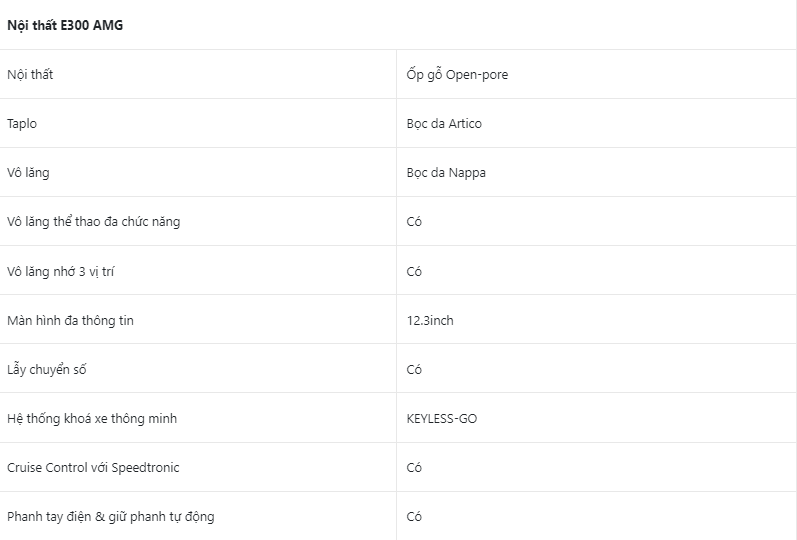 Nội thất E300 AMG
Nội thất Ốp gỗ Open-pore
Taplo Bọc da Artico
Vô lăng Bọc da Nappa
Vô lăng thể thao đa chức năng Có
Vô lăng nhớ 3 vị trí Có
Màn hình đa thông tin 12.3inch
Lẫy chuyển số Có
Hệ thống khoá xe thông minh KEYLESS-GO
Cruise Control với Speedtronic Có
Phanh tay điện & giữ phanh tự động Có